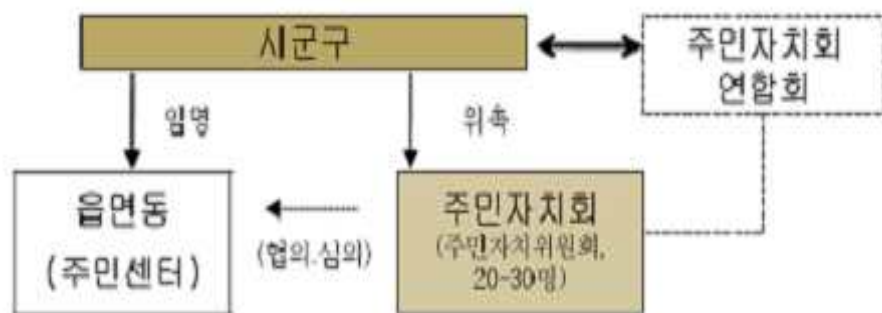 시군구
주민자치회
연합회
임명
위촉
읍면동
(주민센터)
(협의.심의)
주민자치회
(주민자치위원회,
20-30명)